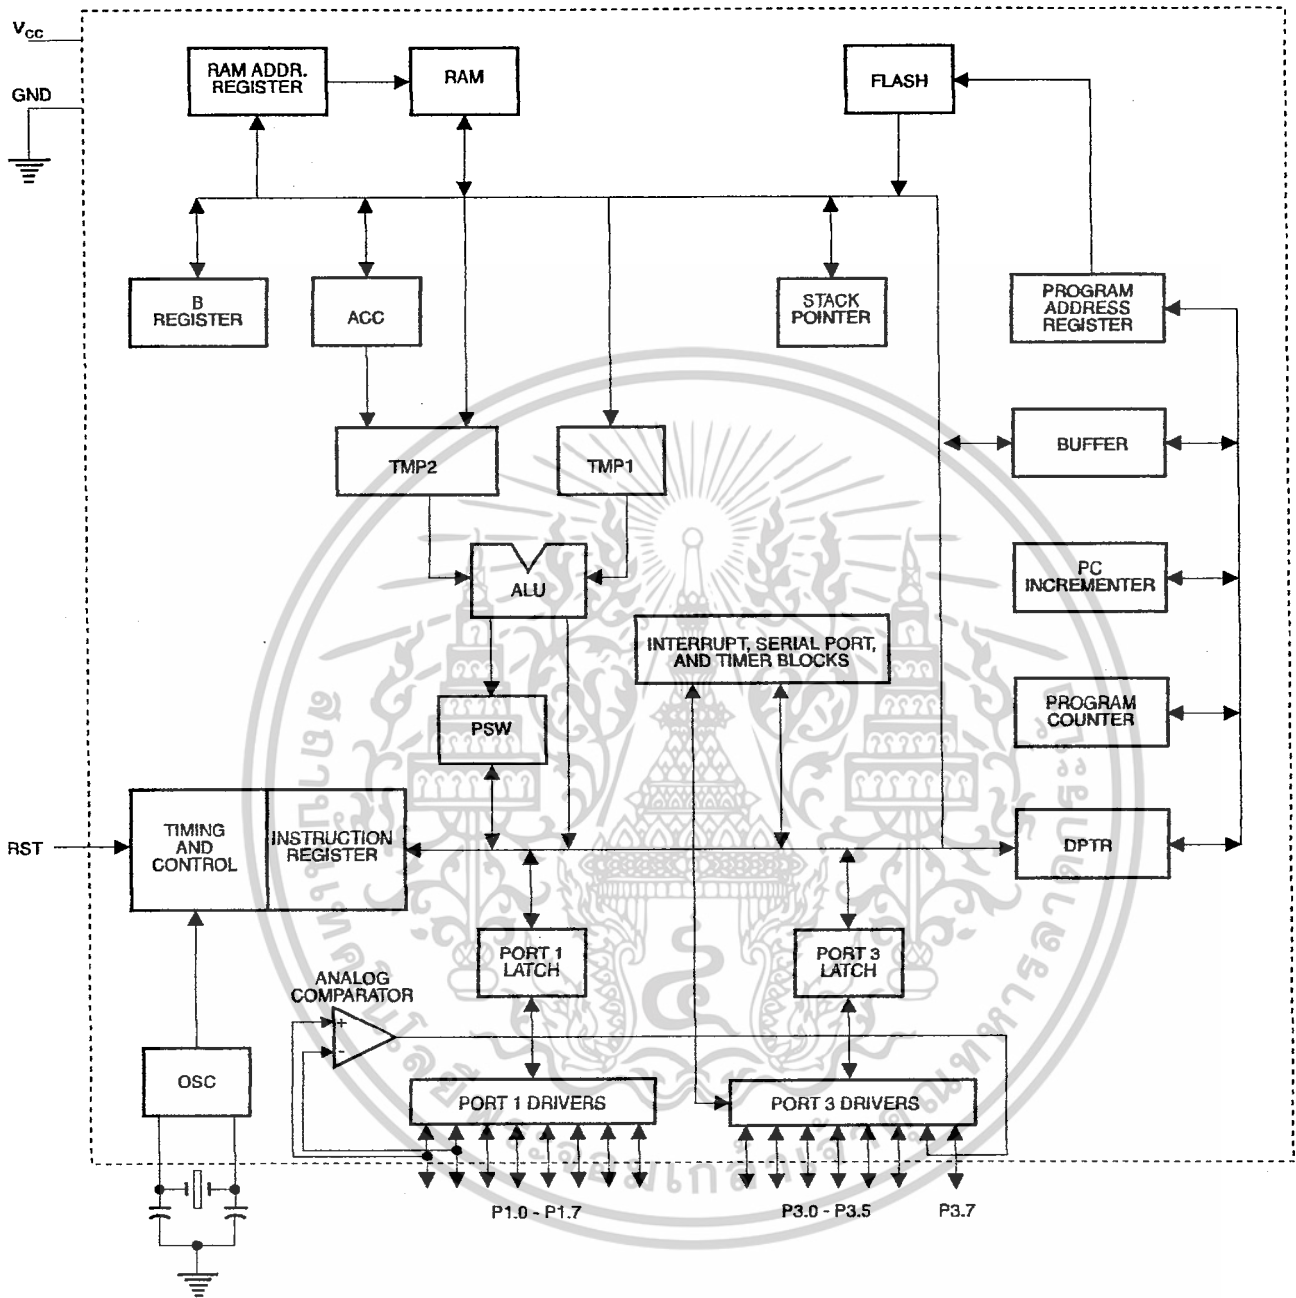 VCC
GND
RAM ADDR.
REGISTER
RAM
FLASH
B
REGISTER
ACC
STACK
POINTER
PROGRAM
ADDRESS
REGISTER
TMP2
TMP1
BUFFER
ALU
PC
INCREMENTER
INTERRUPT, SERIAL PORT,
AND TIMER BLOCKS
PSW
PROGRAM
COUNTER
RST
TIMING
AND
CONTROL
INSTRUCTION
REGISTER
DPTR
PORT 1
LATCH
PORT 3
LATCH
ANALOG
COMPARATOR
+
-
OSC
PORT 1 DRIVERS
PORT 3 DRIVERS
P1.0 - P1.7
P3.0 - P3.5
P3.7